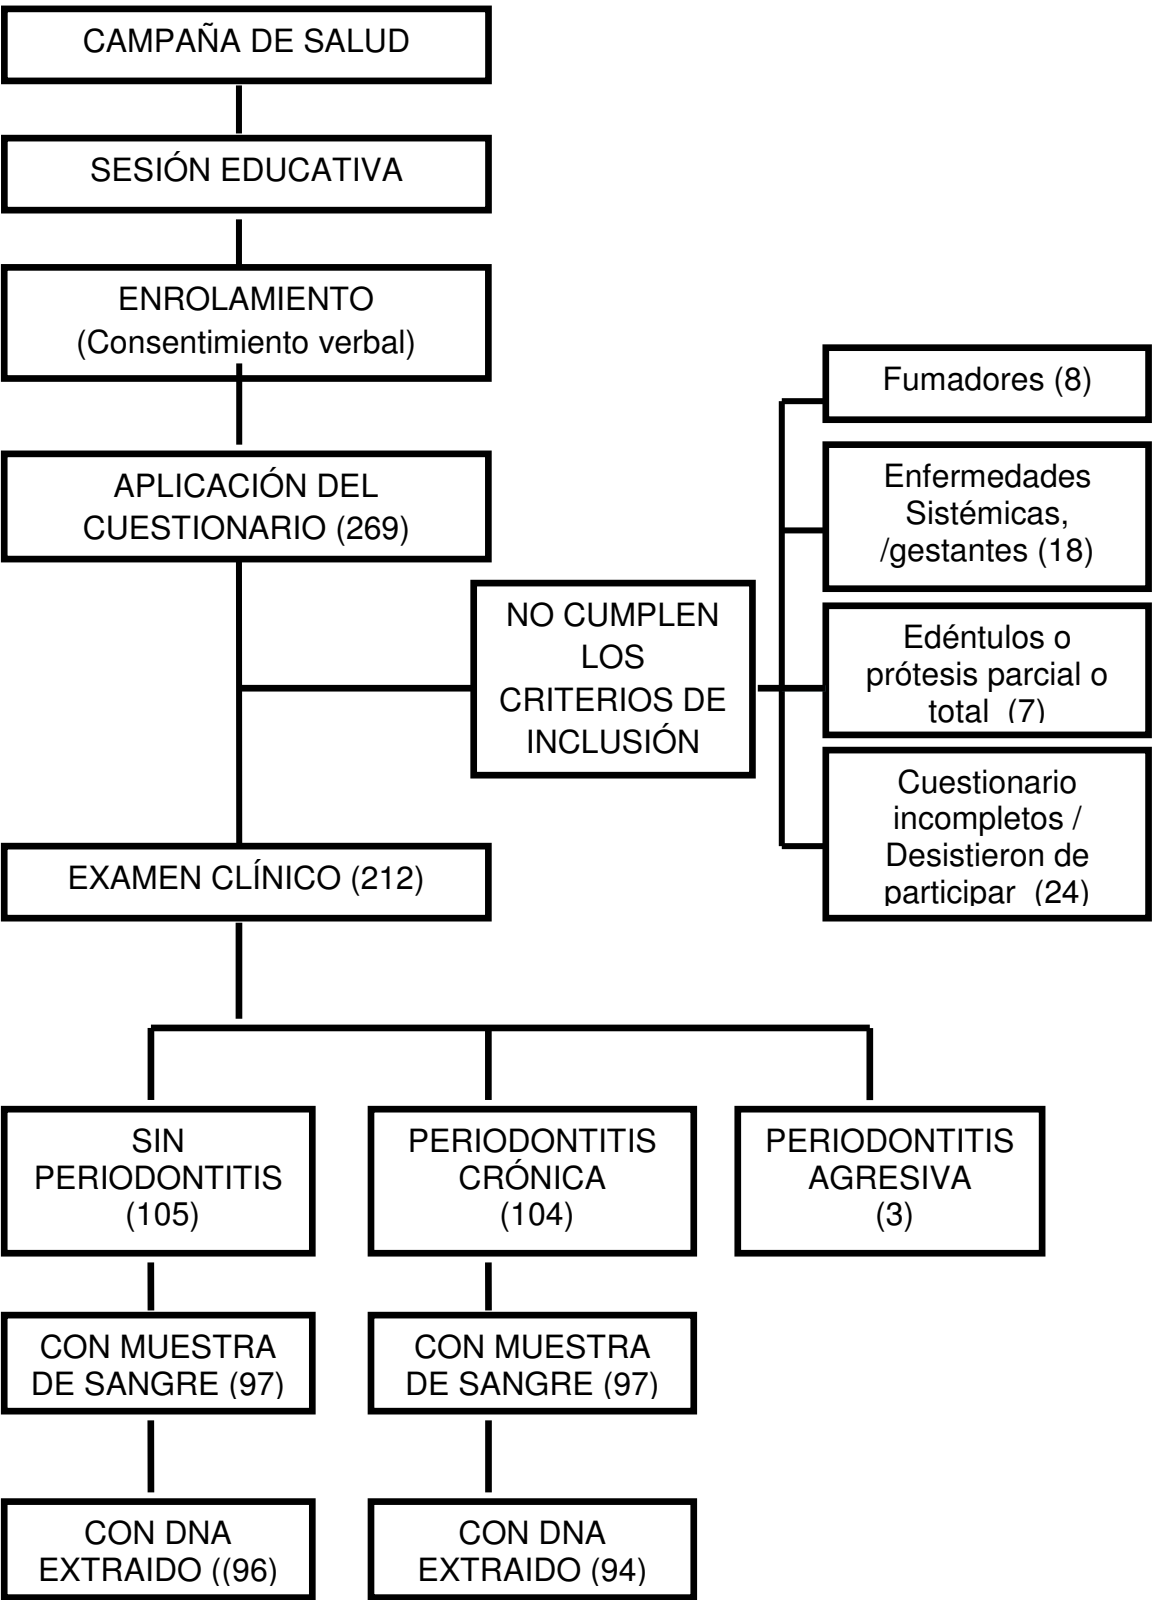 CAMPAÑA DE SALUD
SESIÓN EDUCATIVA
ENROLAMIENTO
(Consentimiento verbal)
APLICACIÓN DEL
CUESTIONARIO (269)
NO CUMPLEN
LOS
CRITERIOS DE
INCLUSIÓN
Fumadores (8)
Enfermedades
Sistémicas,
/gestantes (18)
Edéntulos o
prótesis parcial o
total (7)
Cuestionario
incompletos /
Desistieron de
participar (24)
EXAMEN CLÍNICO (212)
SIN
PERIODONTITIS
(105)
PERIODONTITIS
CRÓNICA
(104)
PERIODONTITIS
AGRESIVA
(3)
CON MUESTRA
DE SANGRE (97)
CON MUESTRA
DE SANGRE (97)
CON DNA
EXTRAIDO ((96)
CON DNA
EXTRAIDO (94)